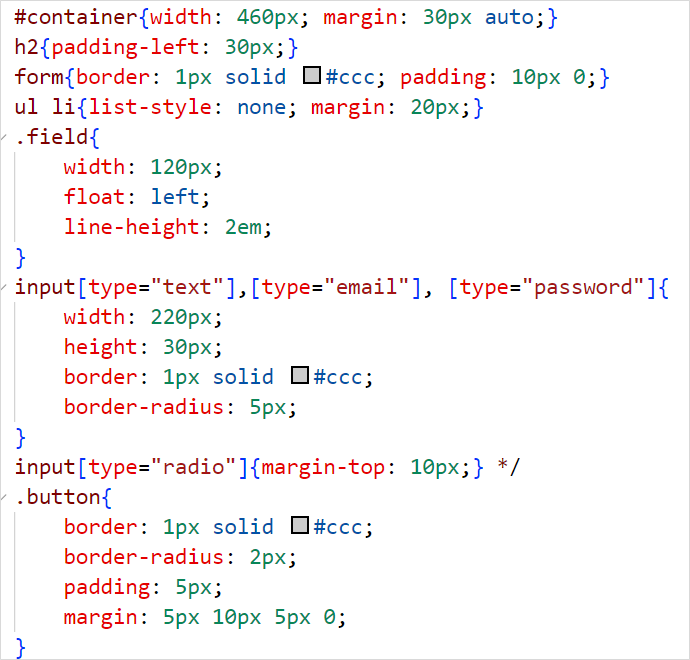 #container{width: 460px; margin: 30px auto;}
h2{padding-left: 30px;}
form{border: 1px solid #ccc; padding: 10px 0;}
ul li{list-style: none; margin: 20px;}
.field{
    width: 120px;
    float: left;
    line-height: 2em;
}
input[type="text"],[type="email"], [type="password"]{
    width: 220px;
    height: 30px;
    border: 1px solid #ccc;
    border-radius: 5px;
}
input[type="radio"]{margin-top: 10px;} */
.button{
    border: 1px solid #ccc;
    border-radius: 2px;
    padding: 5px;
    margin: 5px 10px 5px 0;
}